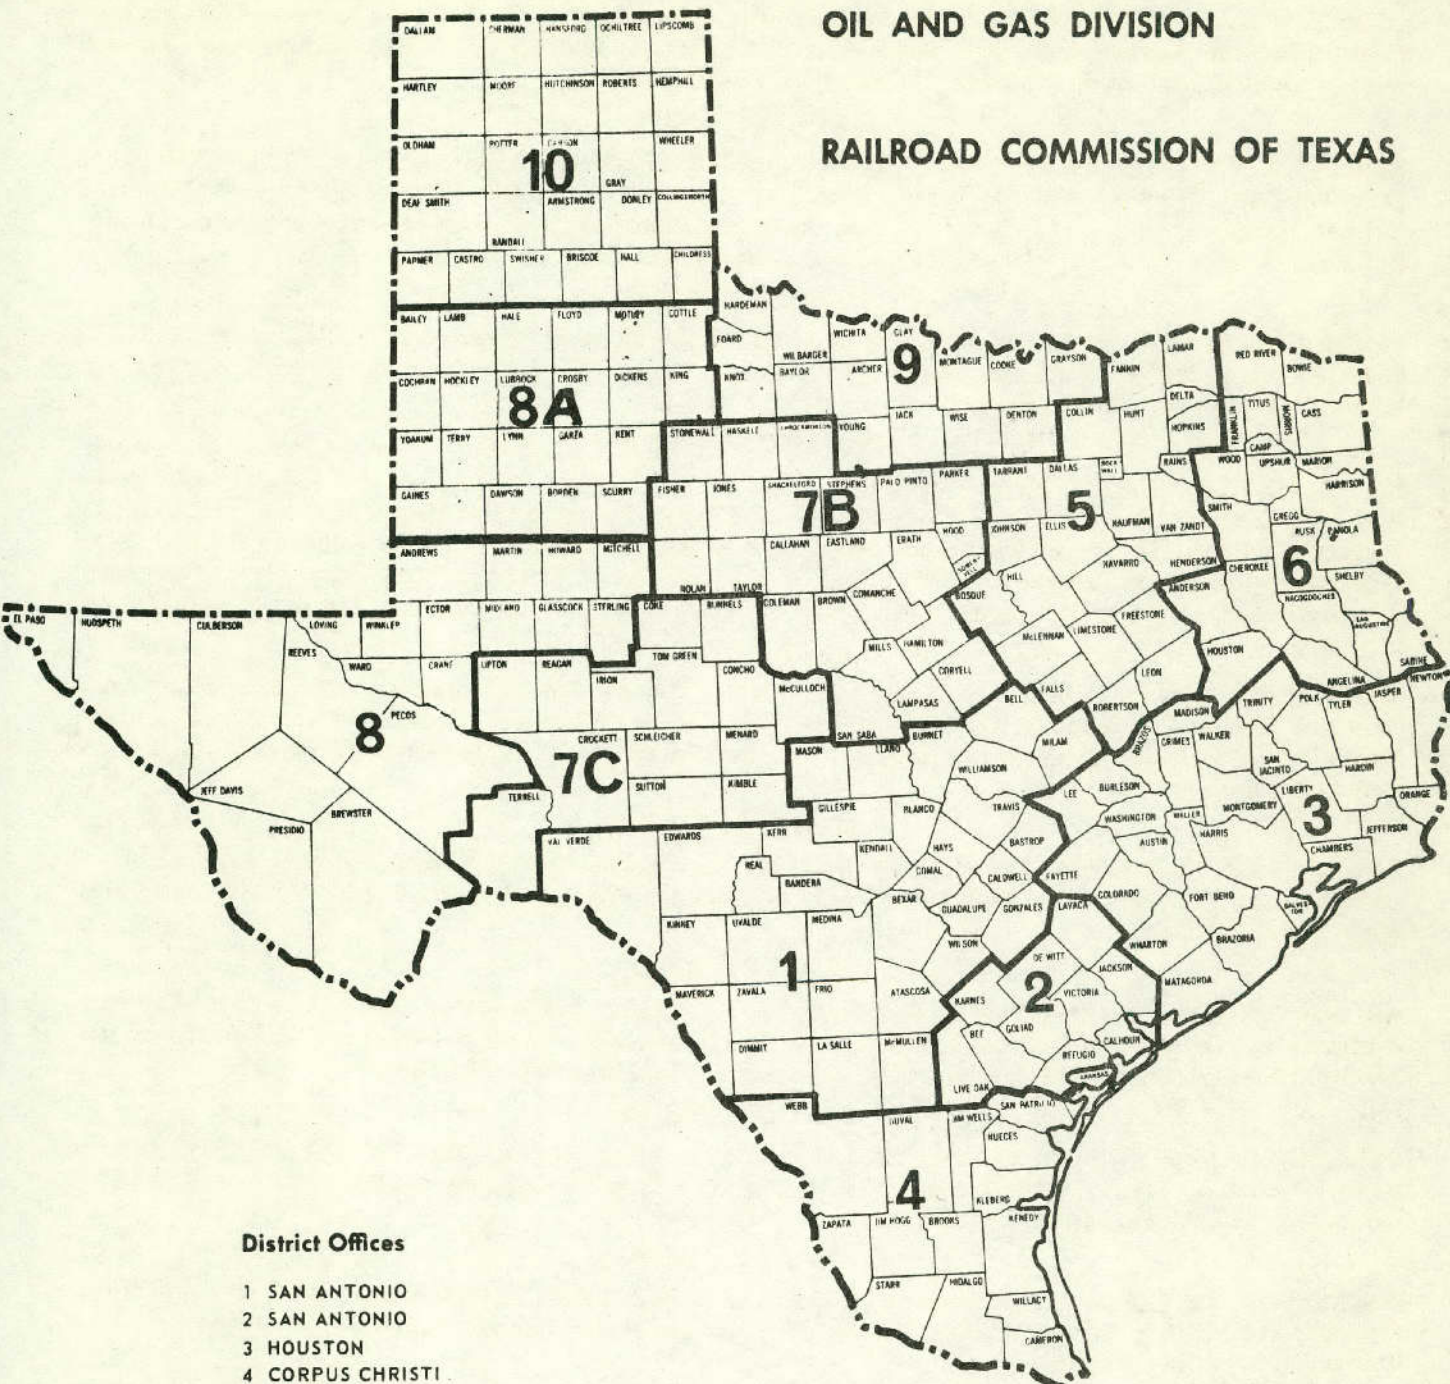 OIL AND GAS DIVISION
RAILROAD COMMISSION OF TEXAS
DALLAM SHERMAN HANSFORD OCHILTREE LIPSCOMB
HARTLEY MOORE HUTCHINSON ROBERTS HEMPHILL
OLDHAM POTTER CARSON WHEELER
10
GRAY
DEAF SMITH ARMSTRONG DONLEY COLLINGSWORTH
RANDALL
PARMER CASTRO SWISHER BRISCOE HALL CHILDRESS
HARDEMAN
BAILEY LAMB HALE FLOYD MOTLEY COTTLE
FOARD WILBARGER WICHITA CLAY MONTAGUE COOKE GRAYSON FANNIN LAMAR RED RIVER BOWIE
9
COCHRAN HOCKLEY LUBBOCK CROSBY DICKENS KING KNOX BAYLOR ARCHER
8A
DELTA HOPKINS FRANKLIN TITUS MORRIS CASS
JACK WISE DENTON COLLIN HUNT
YOAKUM TERRY LYNN GARZA KENT STONEWALL HASKELL THROCKMORTON YOUNG
CAMP WOOD UPSHUR MARION RAINS
GAINES DAWSON BORDEN SCURRY FISHER JONES SHACKELFORD STEPHENS PALO PINTO PARKER TARRANT DALLAS ROCK WALL
HARRISON
7B
5
SMITH GREGG RUSK PANOLA
HOOD JOHNSON ELLIS KAUFMAN VAN ZANDT
ANDREWS MARTIN HOWARD MITCHELL CALLAHAN EASTLAND ERATH
NAVARRO HENDERSON CHEROKEE
6
SHELBY
NOLAN TAYLOR SOMER-VELL HILL ANDERSON NACOGDOCHES
ECTOR MIDLAND GLASSCOCK STERLING COKE RUNNELS COLEMAN BROWN COMANCHE BOSQUE
FREESTONE SAN AUGUSTINE
EL PASO HUDSPETH CULBERSON LOVING WINKLER
McLENNAN LIMESTONE
REEVES WARD CRANE UPTON REAGAN IRION TOM GREEN CONCHO
MILLS HAMILTON CORYELL HOUSTON SABINE
McCULLOCH LAMPASAS BELL FALLS LEON ANGELINA NEWTON
8
PECOS
ROBERTSON MADISON TRINITY POLK TYLER JASPER
CROCKETT SCHLEICHER MENARD MASON SAN SABA LLANO BURNET MILAM BRAZOS GRIMES WALKER
7C
SUTTON KIMBLE WILLIAMSON SAN JACINTO HARDIN
JEFF DAVIS TERRELL GILLESPIE BLANCO TRAVIS LEE BURLESON LIBERTY ORANGE
PRESIDIO BREWSTER WASHINGTON WALLER MONTGOMERY
3
JEFFERSON
VAL VERDE EDWARDS KERR KENDALL HAYS BASTROP AUSTIN HARRIS CHAMBERS
REAL BANDERA COMAL CALDWELL FAYETTE COLORADO
BEXAR GUADALUPE GONZALES LAVACA FORT BEND GALVES-TON
KINNEY UVALDE MEDINA WILSON WHARTON BRAZORIA
1
DE WITT JACKSON
MAVERICK ZAVALA FRIO ATASCOSA KARNES
2
VICTORIA MATAGORDA
DIMMIT LA SALLE McMULLEN BEE GOLIAD CALHOUN
REFUGIO
LIVE OAK ARANSAS
WEBB DUVAL JIM WELLS SAN PATRICIO
NUECES
4
KLEBERG
ZAPATA JIM HOGG BROOKS KENEDY
STARR HIDALGO
WILLACY
CAMERON
District Offices
1 SAN ANTONIO
2 SAN ANTONIO
3 HOUSTON
4 CORPUS CHRISTI